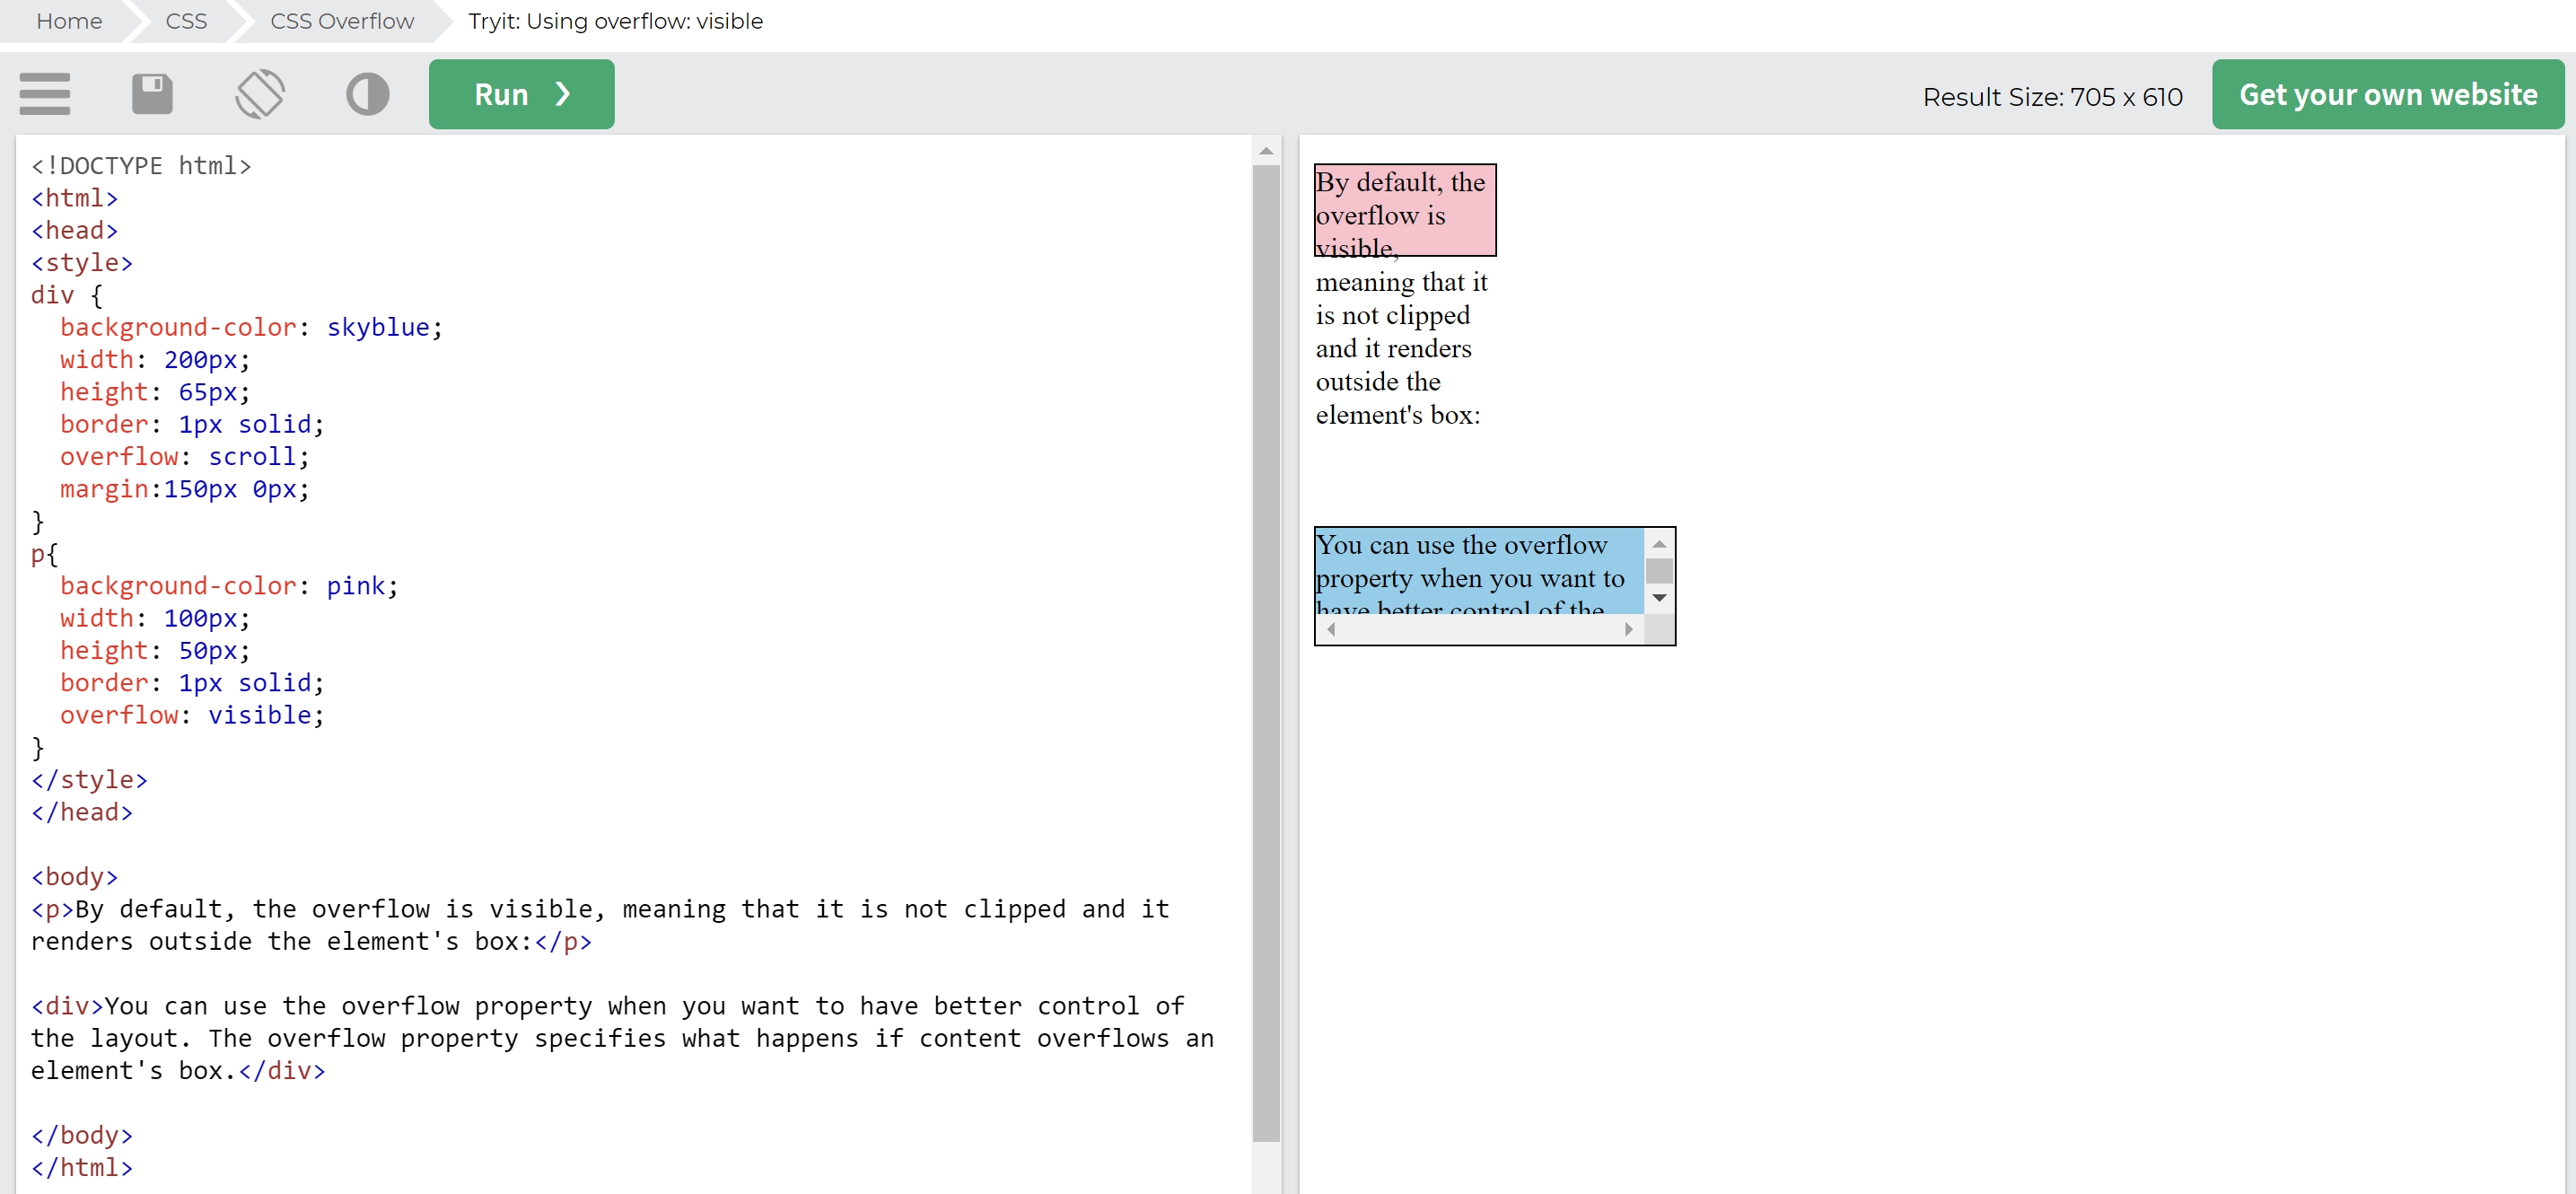 Home CSS CSS Overflow Tryit: Using overflow: visible
Run ❯ Result Size: 705 x 610 Get your own website
<!DOCTYPE html>
<html>
<head>
<style>
div {
  background-color: skyblue;
  width: 200px;
  height: 65px;
  border: 1px solid;
  overflow: scroll;
  margin:150px 0px;
}
p{
  background-color: pink;
  width: 100px;
  height: 50px;
  border: 1px solid;
  overflow: visible;
}
</style>
</head>
<body>
<p>By default, the overflow is visible, meaning that it is not clipped and it
renders outside the element's box:</p>
<div>You can use the overflow property when you want to have better control of
the layout. The overflow property specifies what happens if content overflows an
element's box.</div>
</body>
</html>
By default, the
overflow is
visible,
meaning that it
is not clipped
and it renders
outside the
element's box:
You can use the overflow
property when you want to
have better control of the